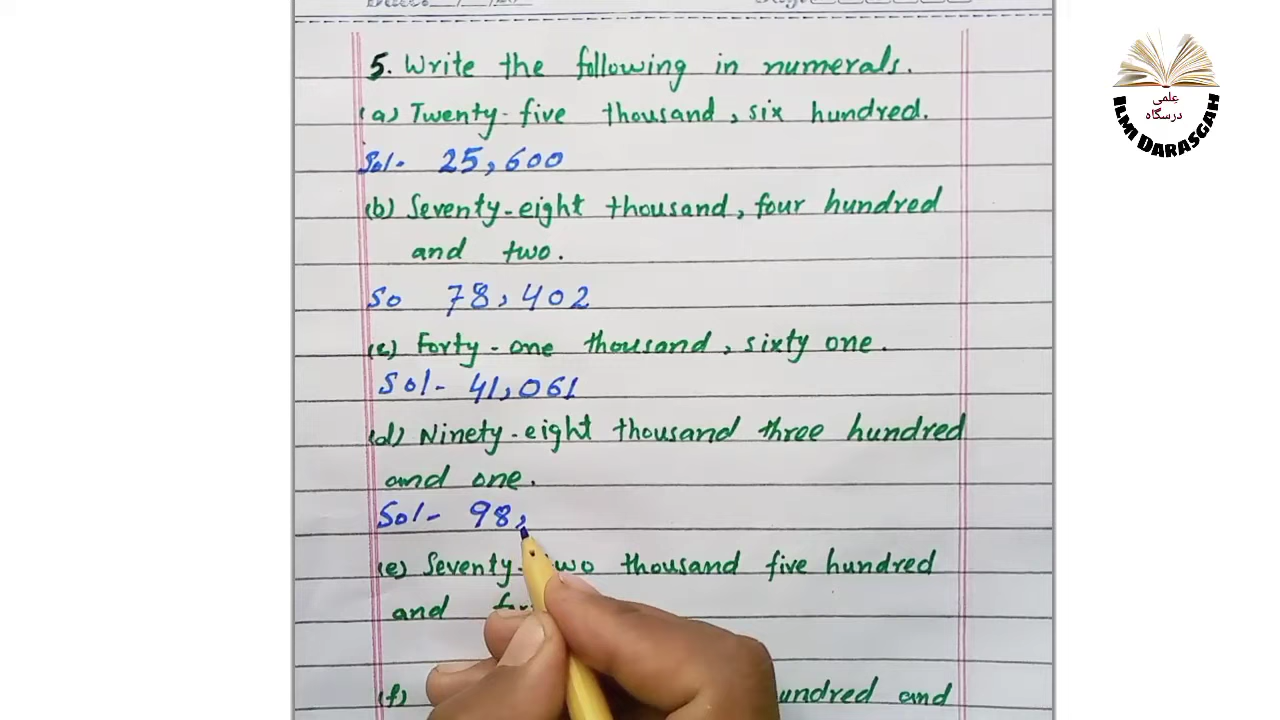 5. Write the following in numerals.
(a) Twenty-five thousand, six hundred.
Sol. 25,600
(b) Seventy-eight thousand, four hundred
and two.
So 78,402
(c) Forty-one thousand, sixty one.
Sol- 41,061
(d) Ninety-eight thousand three hundred
and one.
Sol- 98,
(e) Seventy-two thousand five hundred
and
(f) hundred and
علمی
درسگاہ
ILMI DARSGAH